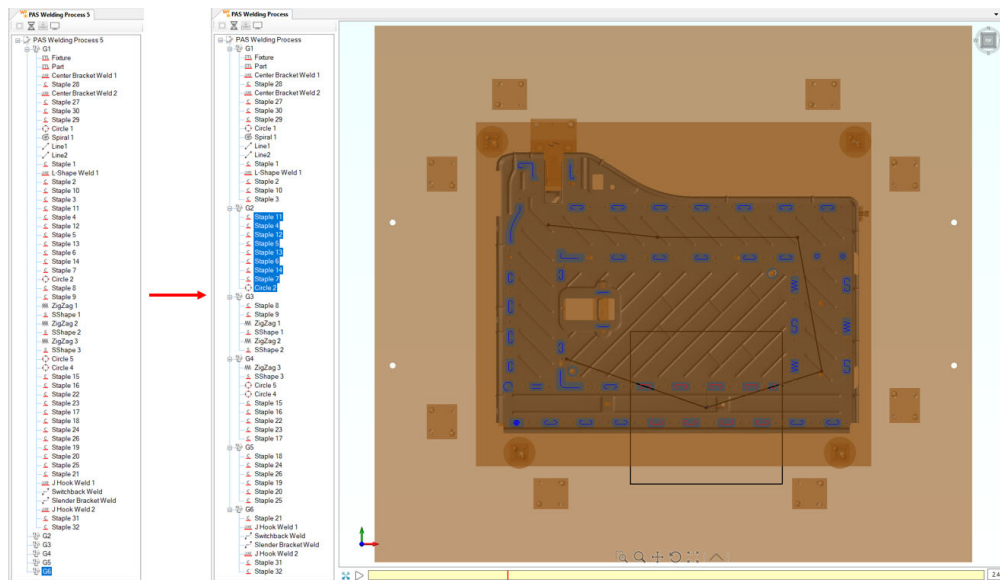 PAS Welding Process 5
PAS Welding Process 5
G1
Fixture
Part
Center Bracket Weld 1
Staple 28
Center Bracket Weld 2
Staple 27
Staple 30
Staple 29
Circle 1
Spiral 1
Line1
Line2
Staple 1
L-Shape Weld 1
Staple 2
Staple 10
Staple 3
Staple 11
Staple 4
Staple 12
Staple 5
Staple 13
Staple 6
Staple 14
Staple 7
Circle 2
Staple 8
Staple 9
ZigZag 1
SShape 1
ZigZag 2
SShape 2
ZigZag 3
SShape 3
Circle 5
Circle 4
Staple 15
Staple 16
Staple 22
Staple 23
Staple 17
Staple 18
Staple 24
Staple 26
Staple 19
Staple 20
Staple 25
Staple 21
J Hook Weld 1
Switchback Weld
Slender Bracket Weld
J Hook Weld 2
Staple 31
Staple 32
G2
G3
G4
G5
G6
PAS Welding Process
PAS Welding Process
G1
Fixture
Part
Center Bracket Weld 1
Staple 28
Center Bracket Weld 2
Staple 27
Staple 30
Staple 29
Circle 1
Spiral 1
Line1
Line2
Staple 1
L-Shape Weld 1
Staple 2
Staple 10
Staple 3
G2
Staple 11
Staple 4
Staple 12
Staple 5
Staple 13
Staple 6
Staple 14
Staple 7
Circle 2
G3
Staple 8
Staple 9
ZigZag 1
SShape 1
ZigZag 2
SShape 2
G4
ZigZag 3
SShape 3
Circle 5
Circle 4
Staple 15
Staple 16
Staple 22
Staple 23
Staple 17
G5
Staple 18
Staple 24
Staple 26
Staple 19
Staple 20
Staple 25
G6
Staple 21
J Hook Weld 1
Switchback Weld
Slender Bracket Weld
J Hook Weld 2
Staple 31
Staple 32